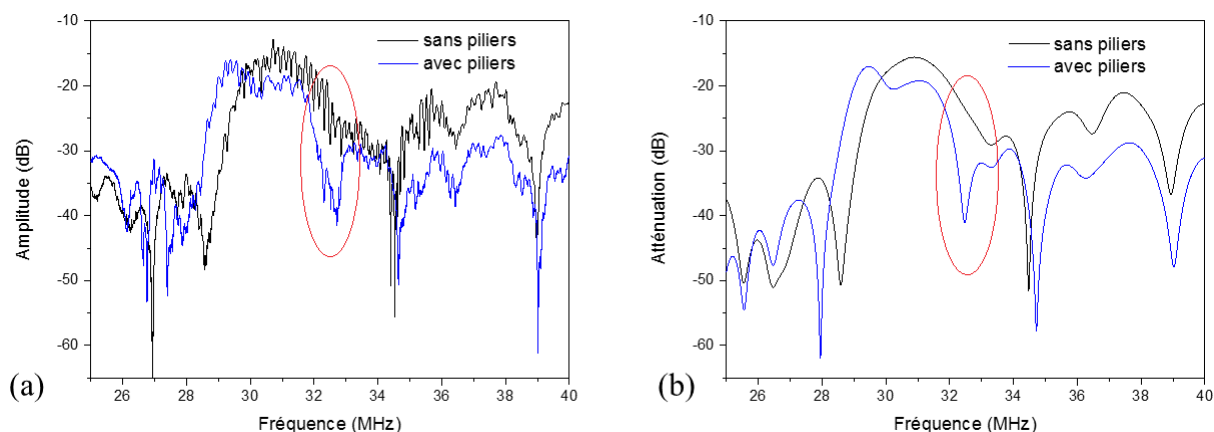 -10
-20
-30
-40
-50
-60
Amplitude (dB)
sans piliers
avec piliers
26 28 30 32 34 36 38 40
Fréquence (MHz)
(a)
-10
-20
-30
-40
-50
-60
Atténuation (dB)
sans piliers
avec piliers
26 28 30 32 34 36 38 40
Fréquence (MHz)
(b)